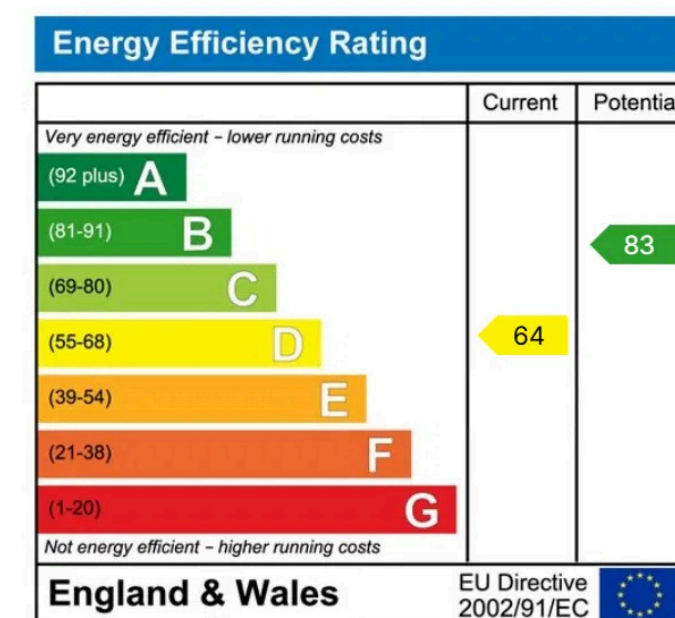 Energy Efficiency Rating
Current Potentia
Very energy efficient – lower running costs
(92 plus) A
(81-91) B
83
(69-80) C
(55-68) D
64
(39-54) E
(21-38) F
(1-20) G
Not energy efficient – higher running costs
England & Wales
EU Directive
2002/91/EC